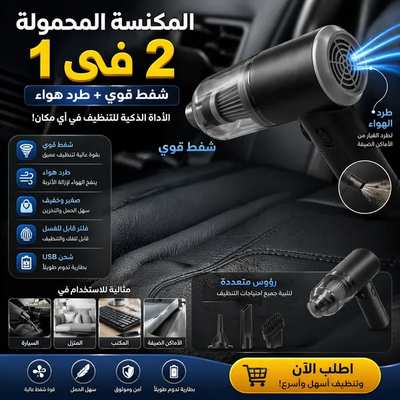 المكنسة المحمولة
2 فى 1
شفط قوي + طرد هواء
الأداة الذكية للتنظيف في أي مكان!
شفط قوي
بقوة عالية لتنظيف عميق
طرد هواء
ينفخ الهواء لإزالة الأتربة
صغير وخفيف
سهل الحمل والتخزين
فلتر قابل للغسل
قابل للفك والتنظيف
شحن USB
بطارية تدوم طويلاً
شفط قوي
طرد
الهواء
لطرد الغبار من
الأماكن الضيقة
مثالية للاستخدام في
السيارة
المنزل
المكتب
الأماكن الضيقة
رؤوس متعددة
لتلبية جميع احتياجات التنظيف
قوة شفط عالية
سهل الحمل
آمن وموثوق
بطارية تدوم طويلاً
اطلب الآن
وتنظيف أسهل وأسرع!